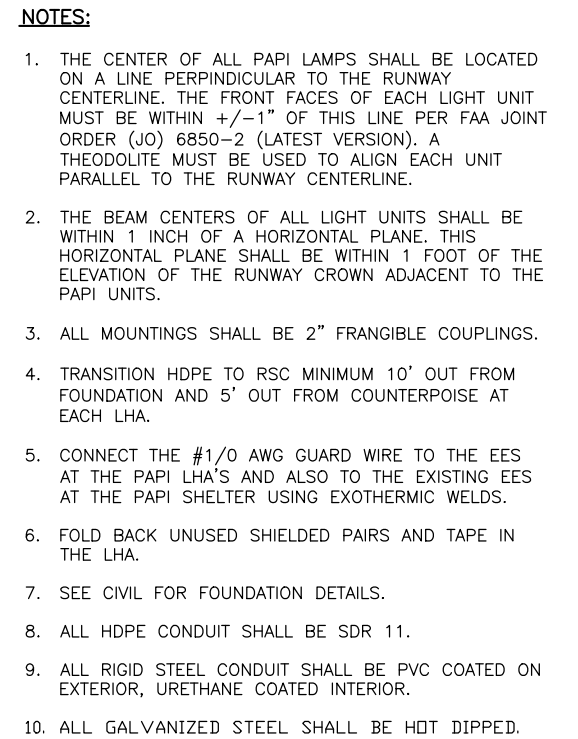 NOTES:
1. THE CENTER OF ALL PAPI LAMPS SHALL BE LOCATED
ON A LINE PERPINDICULAR TO THE RUNWAY
CENTERLINE. THE FRONT FACES OF EACH LIGHT UNIT
MUST BE WITHIN +/−1" OF THIS LINE PER FAA JOINT
ORDER (JO) 6850−2 (LATEST VERSION). A
THEODOLITE MUST BE USED TO ALIGN EACH UNIT
PARALLEL TO THE RUNWAY CENTERLINE.
2. THE BEAM CENTERS OF ALL LIGHT UNITS SHALL BE
WITHIN 1 INCH OF A HORIZONTAL PLANE. THIS
HORIZONTAL PLANE SHALL BE WITHIN 1 FOOT OF THE
ELEVATION OF THE RUNWAY CROWN ADJACENT TO THE
PAPI UNITS.
3. ALL MOUNTINGS SHALL BE 2" FRANGIBLE COUPLINGS.
4. TRANSITION HDPE TO RSC MINIMUM 10' OUT FROM
FOUNDATION AND 5' OUT FROM COUNTERPOISE AT
EACH LHA.
5. CONNECT THE #1/0 AWG GUARD WIRE TO THE EES
AT THE PAPI LHA'S AND ALSO TO THE EXISTING EES
AT THE PAPI SHELTER USING EXOTHERMIC WELDS.
6. FOLD BACK UNUSED SHIELDED PAIRS AND TAPE IN
THE LHA.
7. SEE CIVIL FOR FOUNDATION DETAILS.
8. ALL HDPE CONDUIT SHALL BE SDR 11.
9. ALL RIGID STEEL CONDUIT SHALL BE PVC COATED ON
EXTERIOR, URETHANE COATED INTERIOR.
10. ALL GALVANIZED STEEL SHALL BE HOT DIPPED.